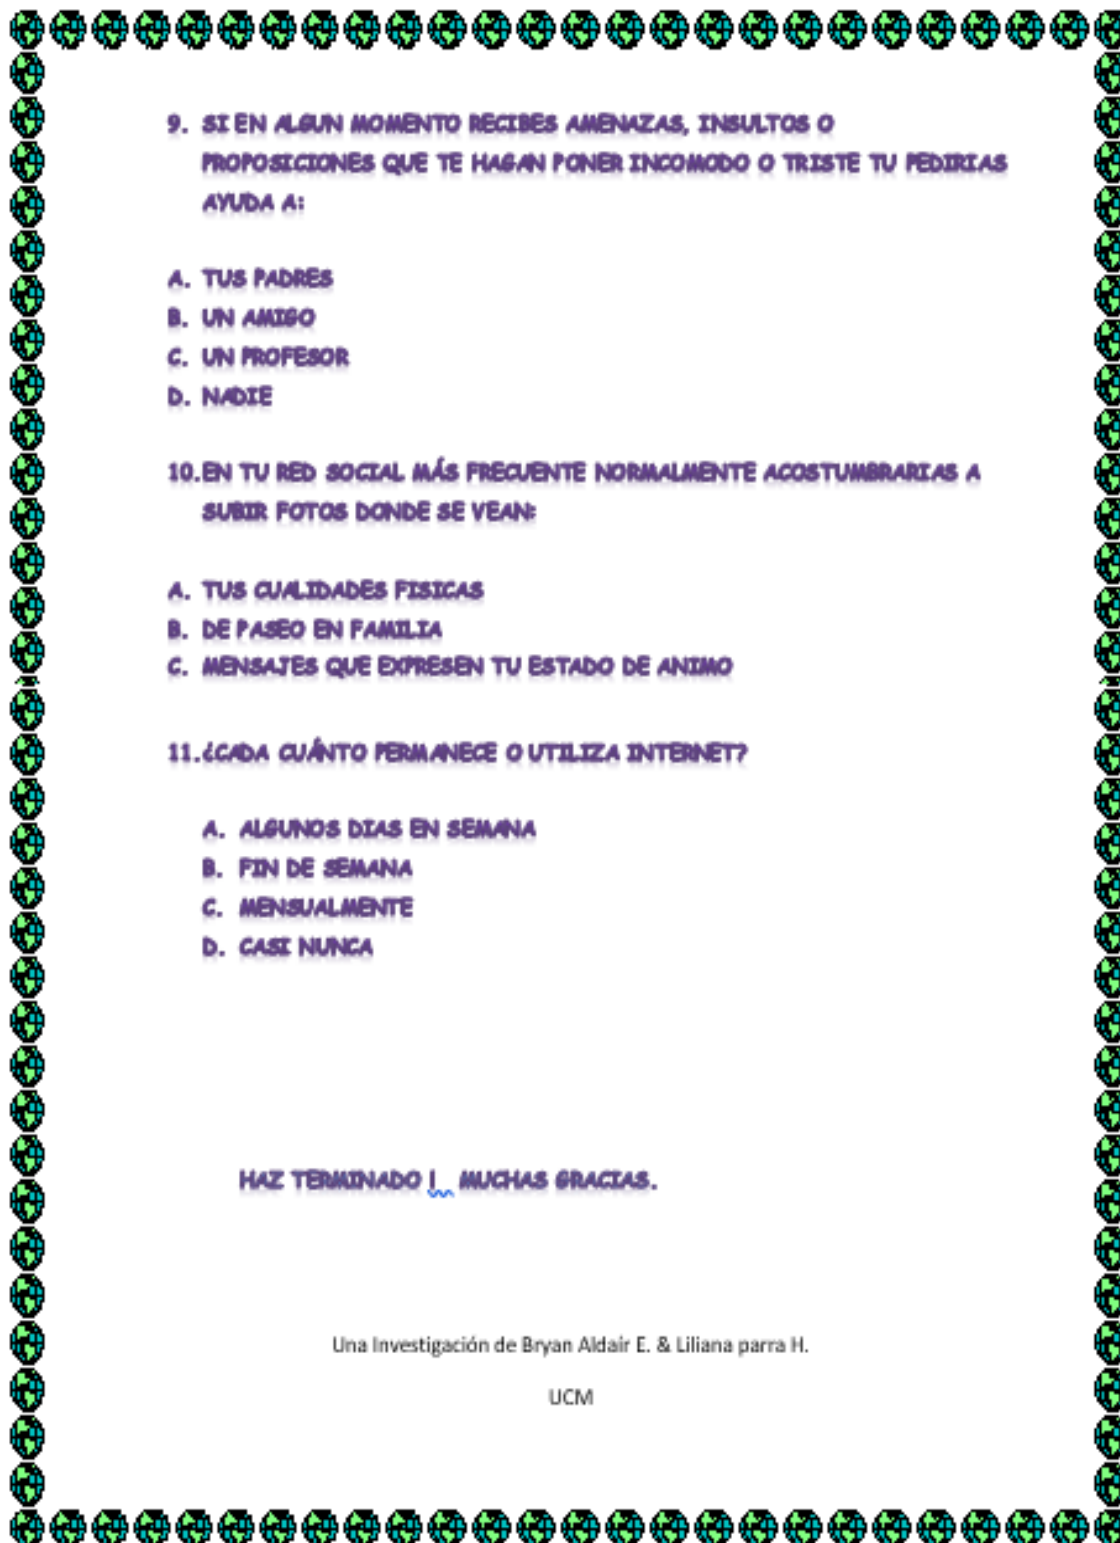 9. SI EN ALGUN MOMENTO RECIBES AMENAZAS, INSULTOS O
PROPOSICIONES QUE TE HAGAN PONER INCOMODO O TRISTE TU PEDIRIAS
AYUDA A:
A. TUS PADRES
B. UN AMIGO
C. UN PROFESOR
D. NADIE
10. EN TU RED SOCIAL MÁS FRECUENTE NORMALMENTE ACOSTUMBRARIAS A
SUBIR FOTOS DONDE SE VEAN:
A. TUS CUALIDADES FISICAS
B. DE PASEO EN FAMILIA
C. MENSAJES QUE EXPRESEN TU ESTADO DE ANIMO
11. ¿CADA CUÁNTO PERMANECE O UTILIZA INTERNET?
A. ALGUNOS DIAS EN SEMANA
B. FIN DE SEMANA
C. MENSUALMENTE
D. CASI NUNCA
HAZ TERMINADO ! MUCHAS GRACIAS.
Una Investigación de Bryan Aldair E. & Liliana parra H.
UCM